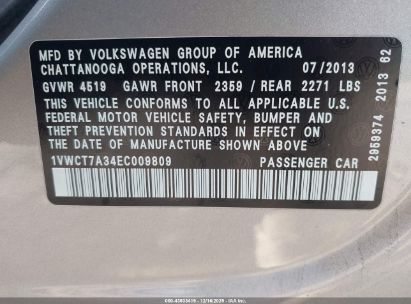 MFD BY VOLKSWAGEN GROUP OF AMERICA
CHATTANOOGA OPERATIONS, LLC. 07/2013
GVWR 4519 GAWR FRONT 2359 / REAR 2271 LBS
THIS VEHICLE CONFORMS TO ALL APPLICABLE U.S.
FEDERAL MOTOR VEHICLE SAFETY, BUMPER AND
THEFT PREVENTION STANDARDS IN EFFECT ON
THE DATE OF MANUFACTURE SHOWN ABOVE
1VWCT7A34EC009809 PASSENGER CAR
2959374 2013 62